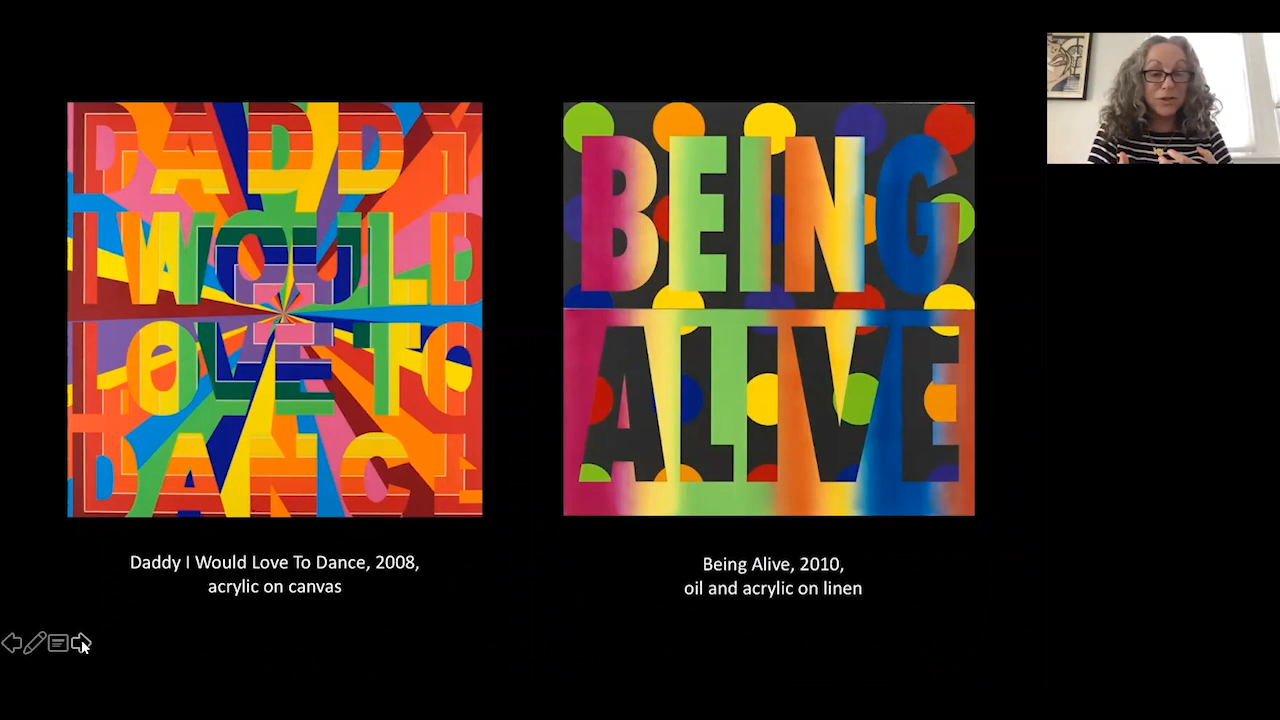 DADDY
I WOULD
LOVE TO
DANCE
BEING
ALIVE
Daddy I Would Love To Dance, 2008,
acrylic on canvas
Being Alive, 2010,
oil and acrylic on linen